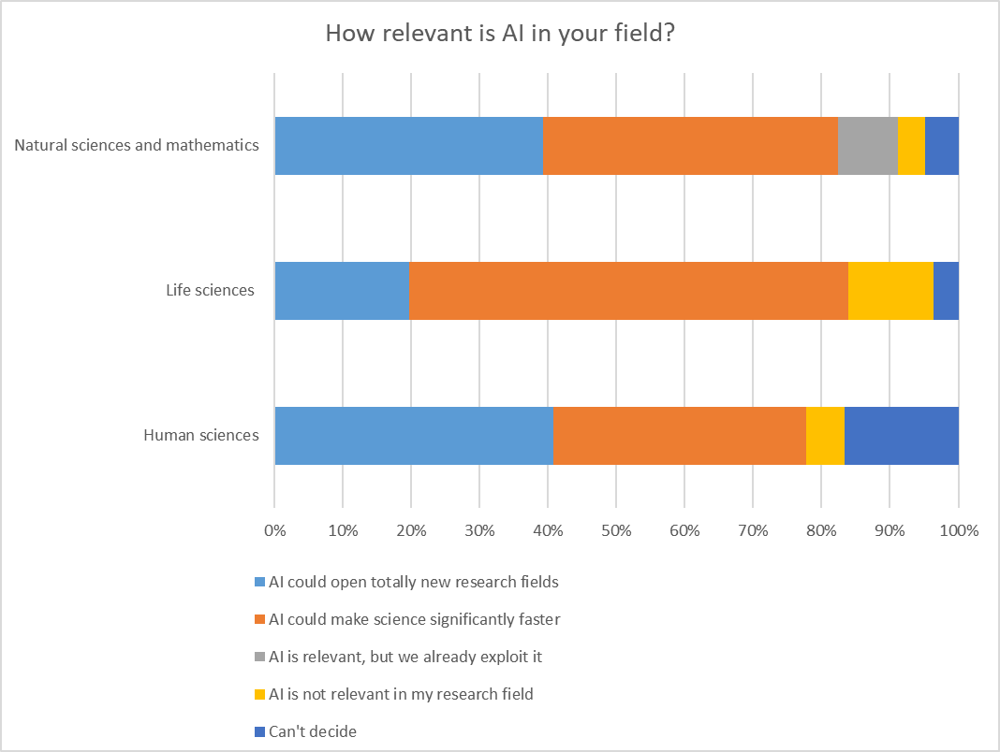 How relevant is AI in your field?
Natural sciences and mathematics
Life sciences
Human sciences
0% 10% 20% 30% 40% 50% 60% 70% 80% 90% 100%
AI could open totally new research fields
AI could make science significantly faster
AI is relevant, but we already exploit it
AI is not relevant in my research field
Can't decide